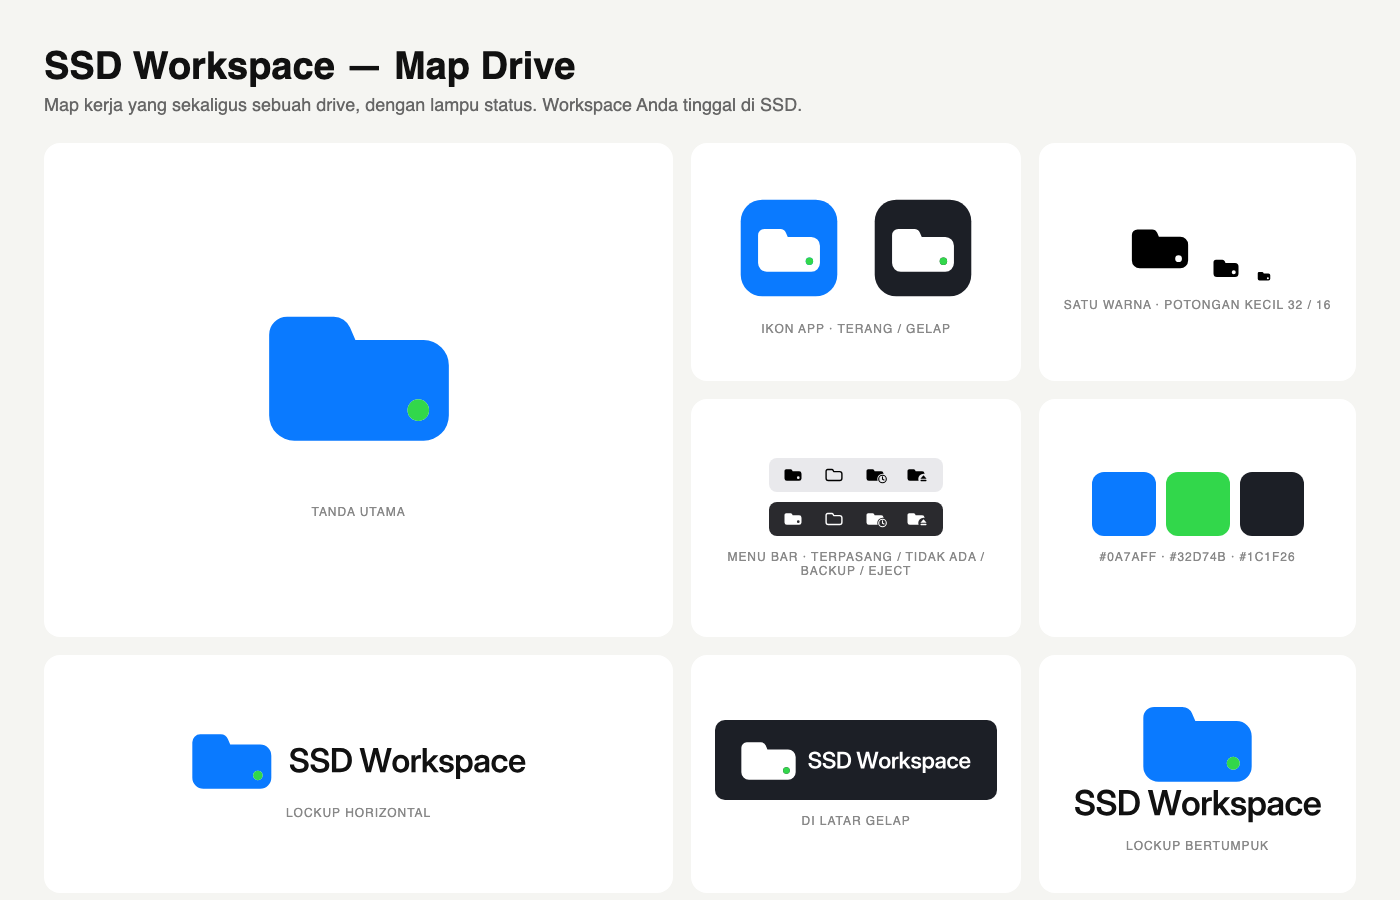 SSD Workspace — Map Drive
Map kerja yang sekaligus sebuah drive, dengan lampu status. Workspace Anda tinggal di SSD.
TANDA UTAMA
IKON APP · TERANG / GELAP
SATU WARNA · POTONGAN KECIL 32 / 16
MENU BAR · TERPASANG / TIDAK ADA /
BACKUP / EJECT
#0A7AFF · #32D74B · #1C1F26
SSD Workspace
LOCKUP HORIZONTAL
SSD Workspace
DI LATAR GELAP
SSD Workspace
LOCKUP BERTUMPUK